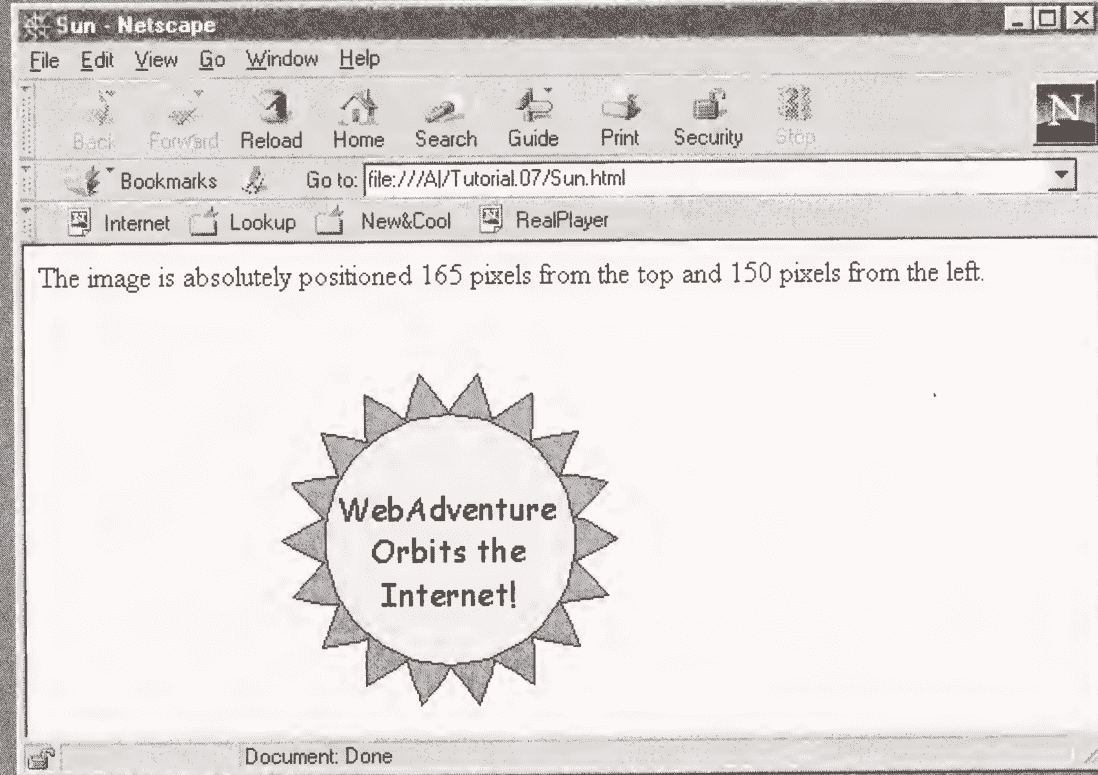 Sun - Netscape
File Edit View Go Window Help
N
Back Forward Reload Home Search Guide Print Security Stop
Bookmarks Go to: file:///A|/Tutorial.07/Sun.html
Internet Lookup New&Cool RealPlayer
The image is absolutely positioned 165 pixels from the top and 150 pixels from the left.
WebAdventure
Orbits the
Internet!
Document: Done